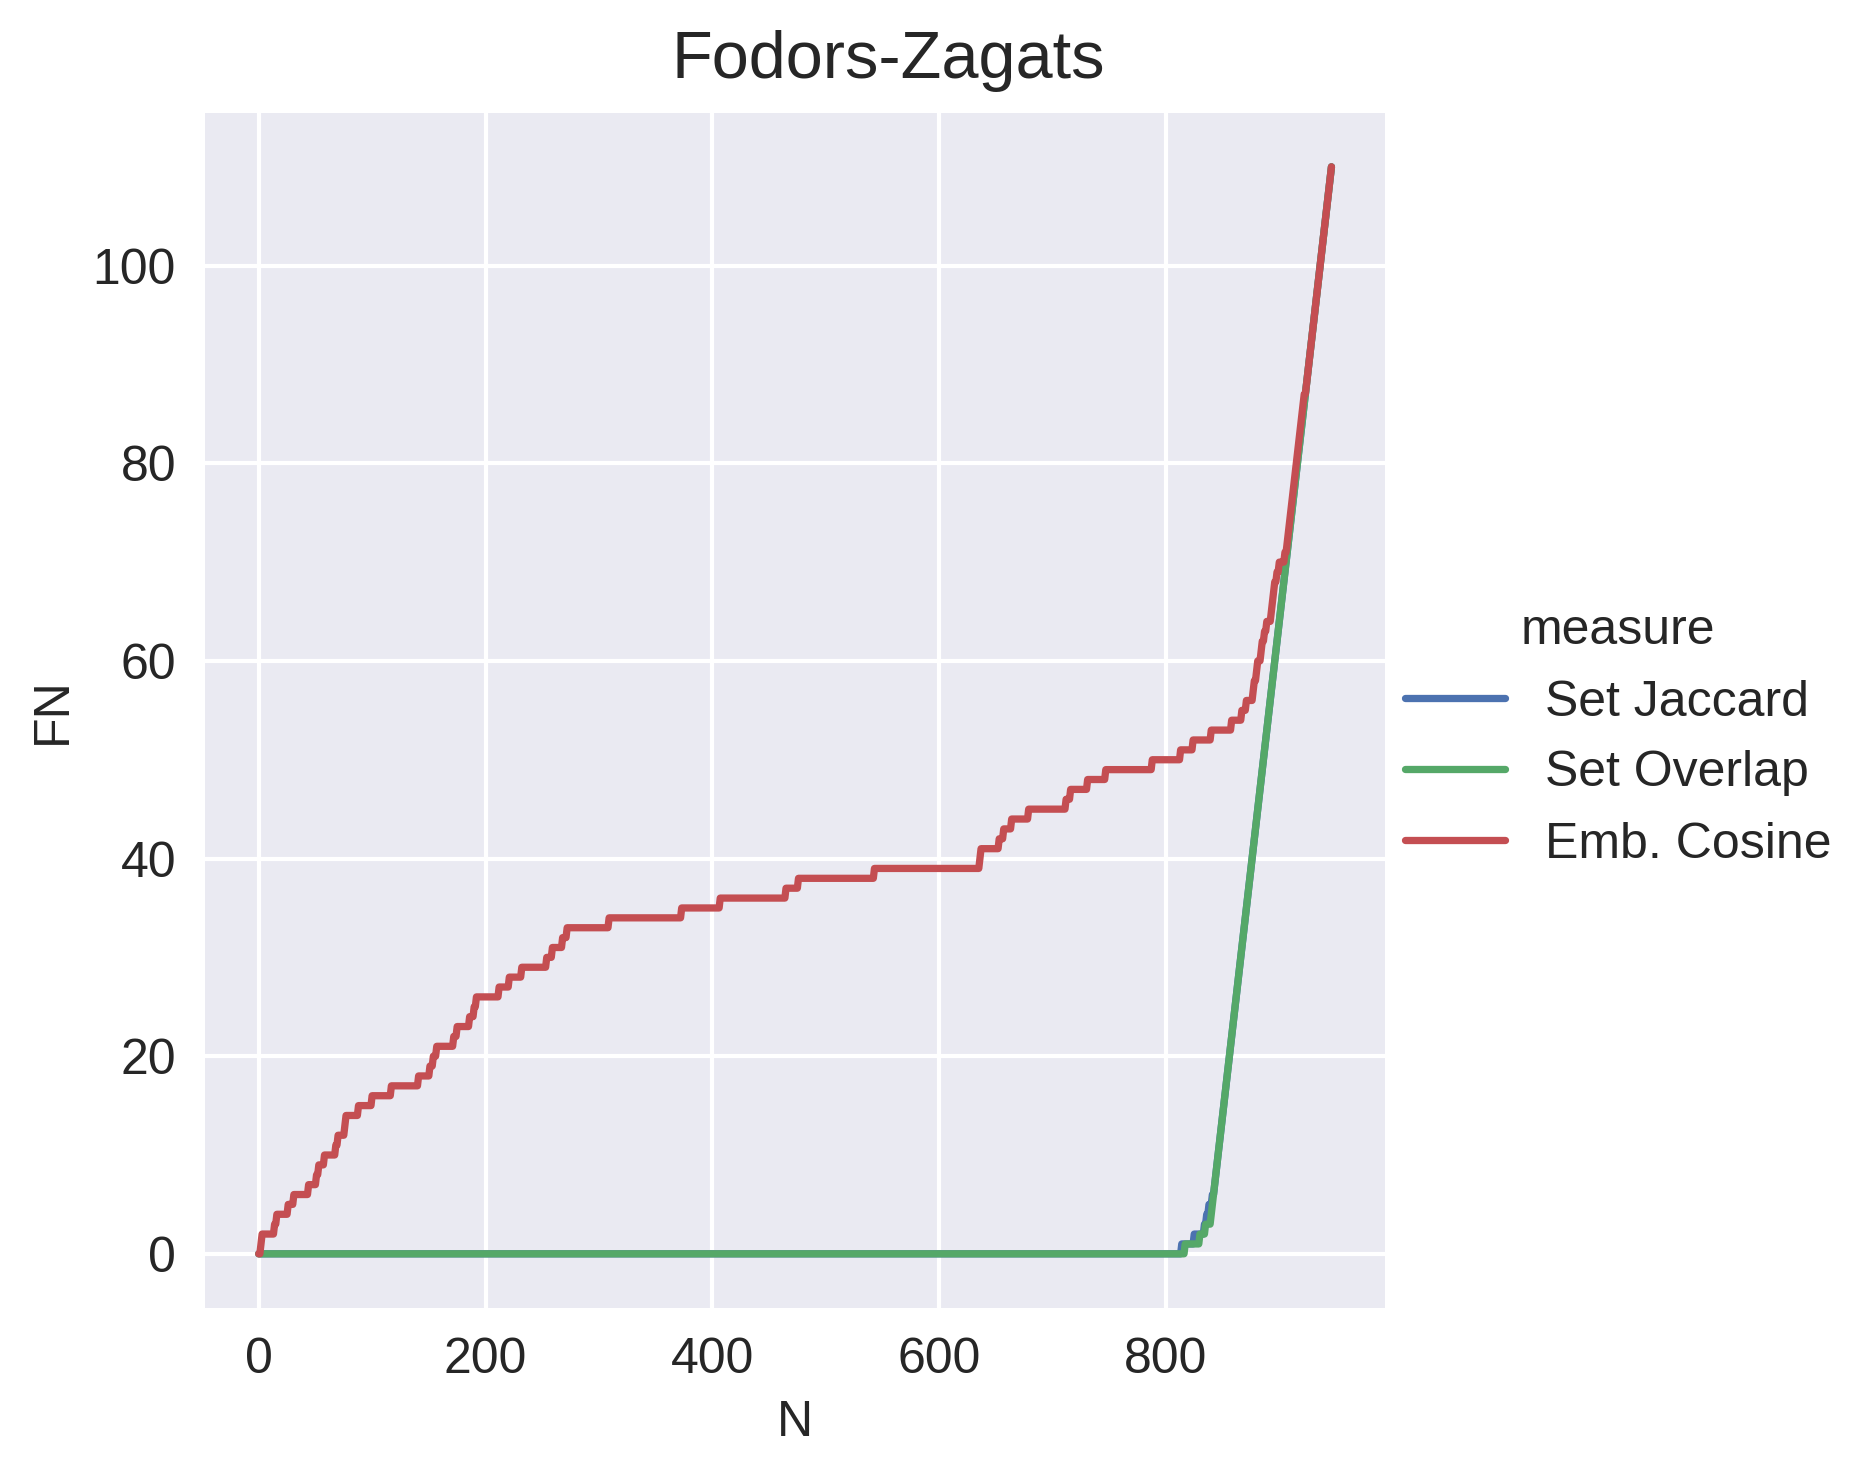 Fodors-Zagats
100
80
60
40
20
0
FN
0 200 400 600 800
N
measure
Set Jaccard
Set Overlap
Emb. Cosine